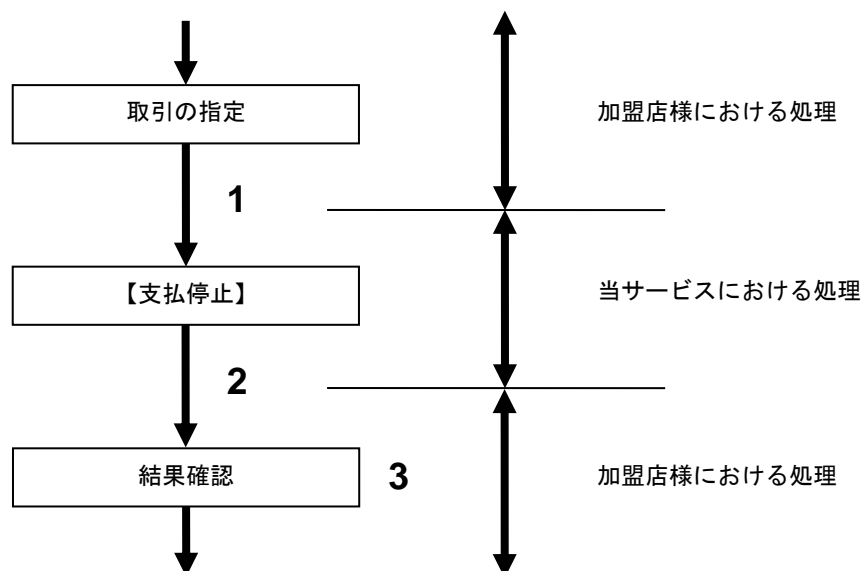 取引の指定
加盟店様における処理
1
【支払停止】
当サービスにおける処理
2
結果確認
3
加盟店様における処理